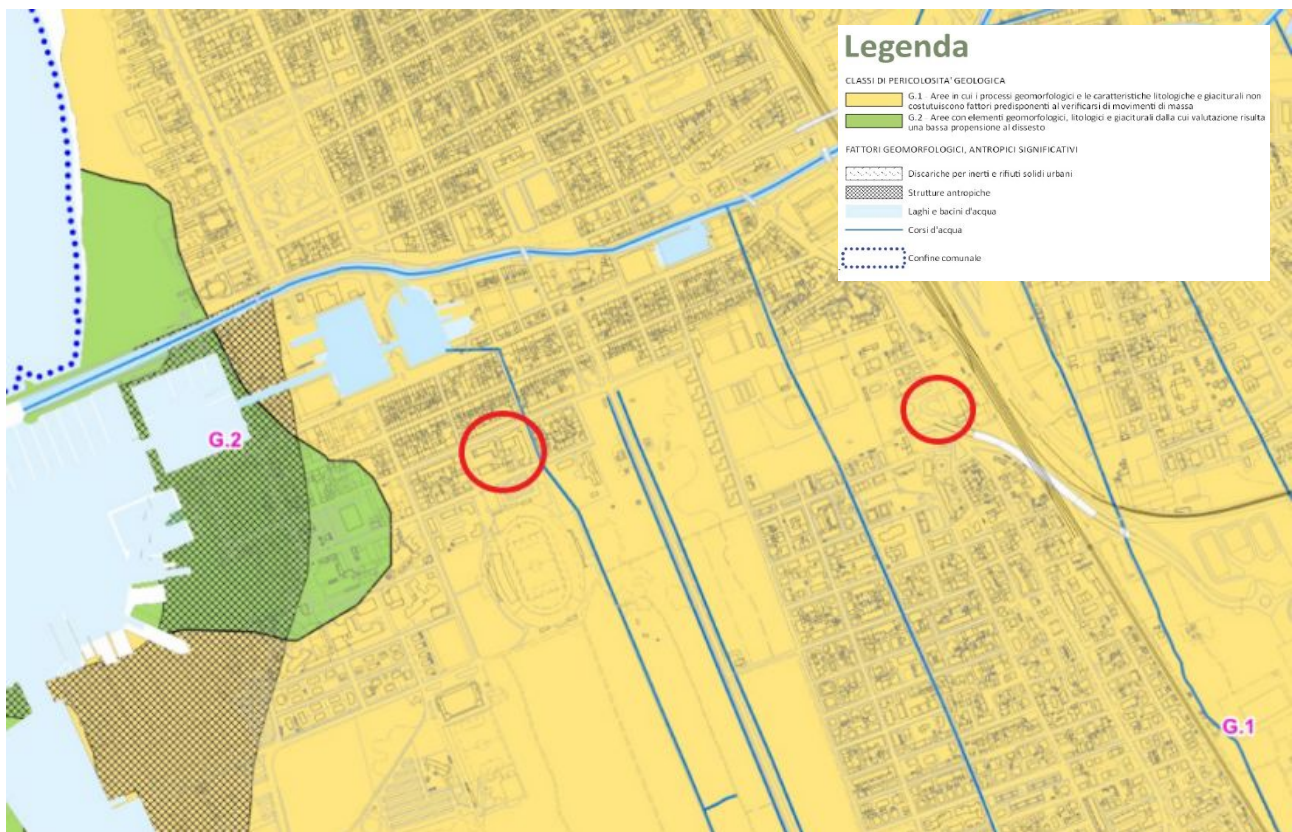 Legenda
CLASSI DI PERICOLOSITA' GEOLOGICA
G.1 - Aree in cui i processi geomorfologici e le caratteristiche litologiche e giaciturali non
costutuiscono fattori predisponenti al verificarsi di movimenti di massa
G.2 - Aree con elementi geomorfologici, litologici e giaciturali dalla cui valutazione risulta
una bassa propensione al dissesto
FATTORI GEOMORFOLOGICI, ANTROPICI SIGNIFICATIVI
Discariche per inerti e rifiuti solidi urbani
Strutture antropiche
Laghi e bacini d'acqua
Corsi d'acqua
Confine comunale
G.2
G.1